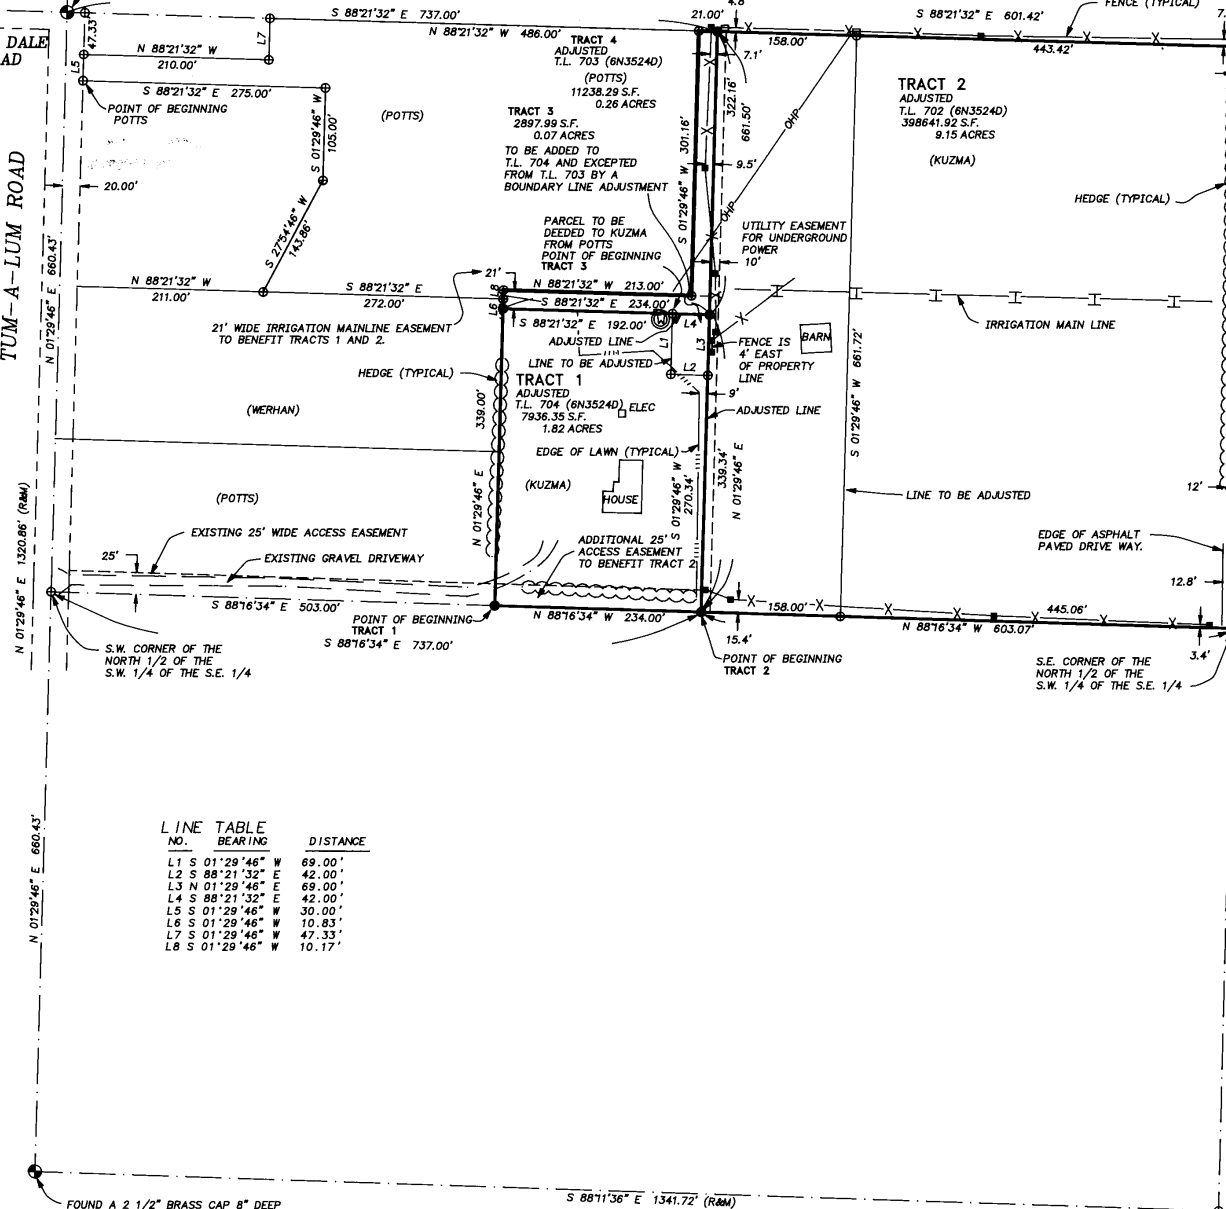 S 88°21'32" E 737.00'
21.00'
4.8'
S 88°21'32" E 601.42'
FENCE (TYPICAL)
7.
47.33'
L7
N 88°21'32" W 486.00'
158.00'
443.42'
DALE
AD
N 88°21'32" W
210.00'
L5
S 88°21'32" E 275.00'
POINT OF BEGINNING
POTTS
(POTTS)
S 01°29'46" W
105.00'
S 27°54'46" W
143.86'
20.00'
TRACT 4
ADJUSTED
T.L. 703 (6N3524D)
(POTTS)
11238.29 S.F.
0.26 ACRES
TRACT 3
2897.99 S.F.
0.07 ACRES
TO BE ADDED TO
T.L. 704 AND EXCEPTED
FROM T.L. 703 BY A
BOUNDARY LINE ADJUSTMENT
PARCEL TO BE
DEEDED TO KUZMA
FROM POTTS
POINT OF BEGINNING
TRACT 3
S 01°29'46" W 301.16'
7.1'
322.16'
661.50'
9.5'
OHP
OHP
TRACT 2
ADJUSTED
T.L. 702 (6N3524D)
398641.92 S.F.
9.15 ACRES
(KUZMA)
HEDGE (TYPICAL)
UTILITY EASEMENT
FOR UNDERGROUND
POWER
10'
TUM-A-LUM ROAD
N 01°29'46" E 660.43'
N 88°21'32" W
211.00'
S 88°21'32" E
272.00'
21'
L8
L6
N 88°21'32" W 213.00'
S 88°21'32" E 234.00'
S 88°21'32" E 192.00'
W
L4
L1
L3
L2
21' WIDE IRRIGATION MAINLINE EASEMENT
TO BENEFIT TRACTS 1 AND 2.
ADJUSTED LINE
LINE TO BE ADJUSTED
FENCE IS
4' EAST
OF PROPERTY
LINE
BARN
IRRIGATION MAIN LINE
S 01°29'46" W 661.72'
HEDGE (TYPICAL)
TRACT 1
ADJUSTED
T.L. 704 (6N3524D)
7936.35 S.F.
1.82 ACRES
ELEC
9'
ADJUSTED LINE
(WERHAN)
339.00'
N 01°29'46" E
EDGE OF LAWN (TYPICAL)
(KUZMA)
HOUSE
S 01°29'46" W
270.34'
339.34'
N 01°29'46" E
LINE TO BE ADJUSTED
12'
(POTTS)
EXISTING 25' WIDE ACCESS EASEMENT
25'
EXISTING GRAVEL DRIVEWAY
ADDITIONAL 25'
ACCESS EASEMENT
TO BENEFIT TRACT 2
EDGE OF ASPHALT
PAVED DRIVE WAY.
12.8'
N 01°29'46" E 1320.86' (R&M)
S 88°16'34" E 503.00'
POINT OF BEGINNING
TRACT 1
S 88°16'34" E 737.00'
N 88°16'34" W 234.00'
158.00'
15.4'
445.06'
N 88°16'34" W 603.07'
3.4'
S.W. CORNER OF THE
NORTH 1/2 OF THE
S.W. 1/4 OF THE S.E. 1/4
POINT OF BEGINNING
TRACT 2
S.E. CORNER OF THE
NORTH 1/2 OF THE
S.W. 1/4 OF THE S.E. 1/4
N 01°29'46" E 660.43'
LINE TABLE
NO. BEARING DISTANCE
L1 S 01°29'46" W 69.00'
L2 S 88°21'32" E 42.00'
L3 N 01°29'46" E 69.00'
L4 S 88°21'32" E 42.00'
L5 S 01°29'46" W 30.00'
L6 S 01°29'46" W 10.83'
L7 S 01°29'46" W 47.33'
L8 S 01°29'46" W 10.17'
FOUND A 2 1/2" BRASS CAP 8" DEEP
S 88°11'36" E 1341.72' (R&M)